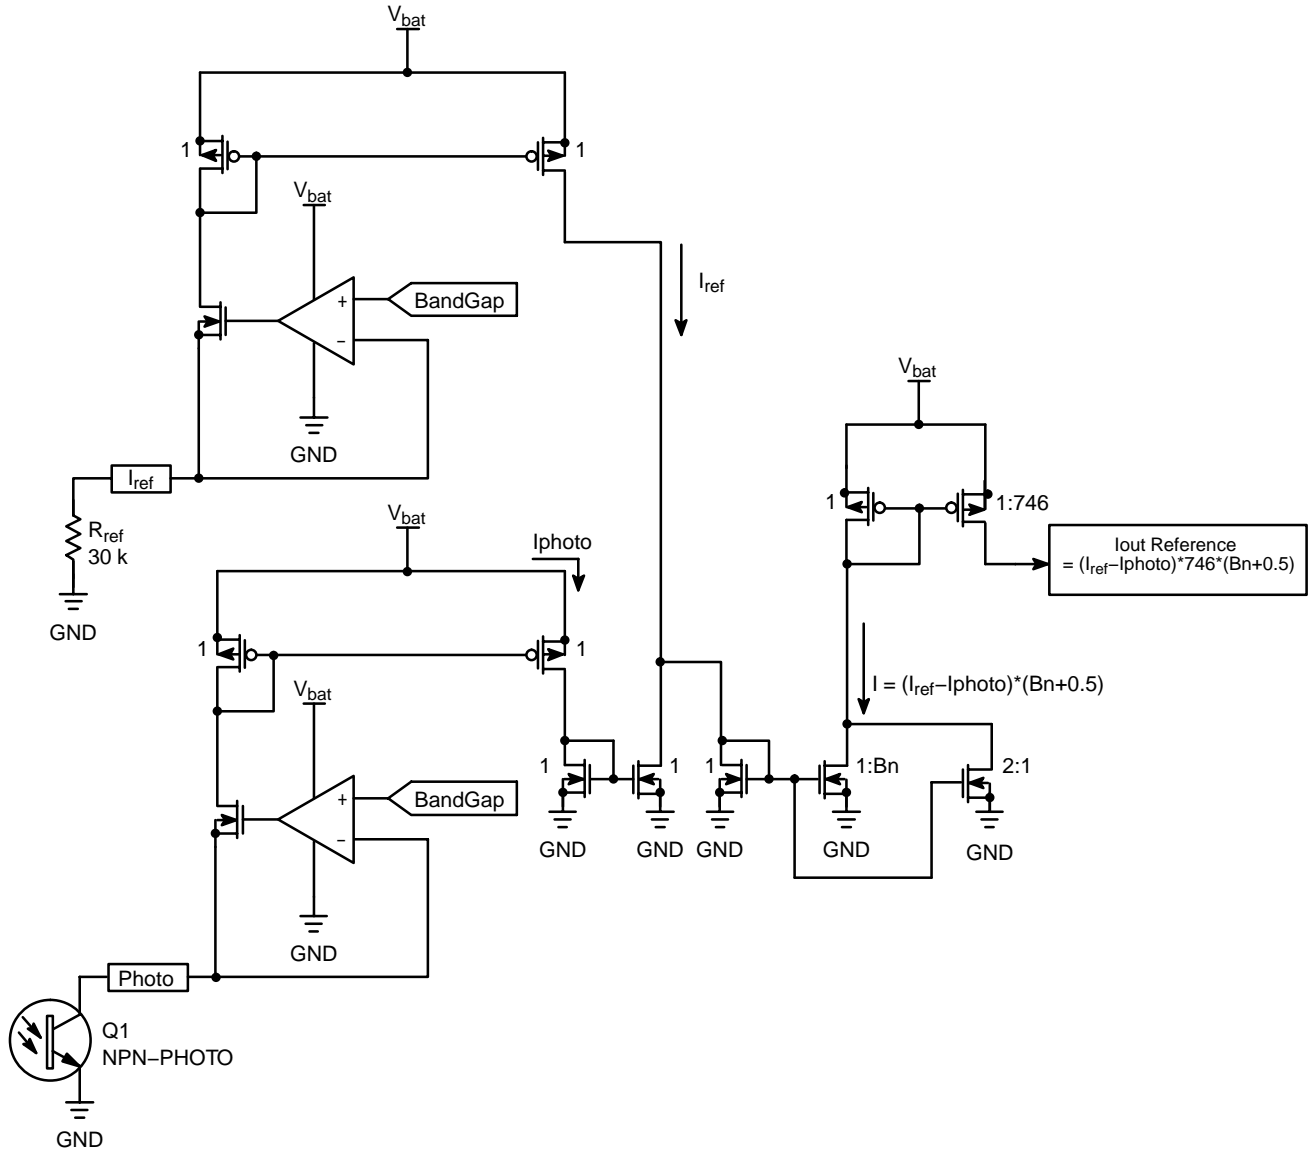 Vbat
1
1
Vbat
+
BandGap
−
Iref
GND
Vbat
Iref
Rref
30 k
GND
Vbat
Iphoto
1
1:746
Iout Reference
= (Iref−Iphoto)*746*(Bn+0.5)
1
1
Vbat
I = (Iref−Iphoto)*(Bn+0.5)
1
1
1
1:Bn
2:1
+
BandGap
−
GND
GND
GND
GND
GND
GND
Photo
Q1
NPN−PHOTO
GND